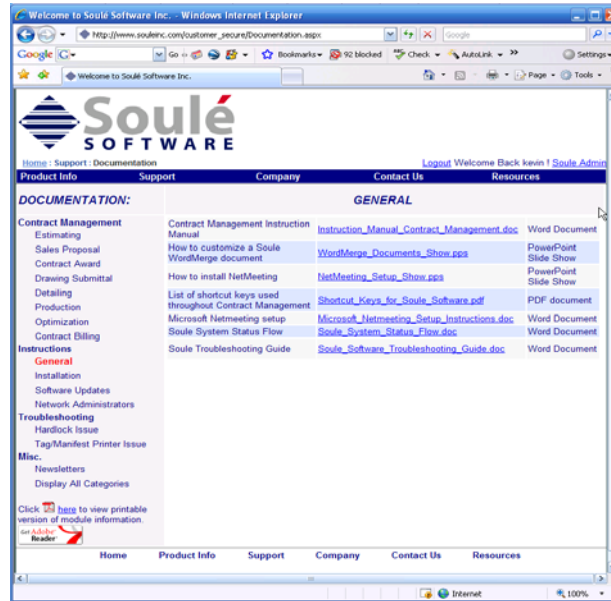 Welcome to Soulé Software Inc. - Windows Internet Explorer
http://www.souleinc.com/customer_secure/Documentation.aspx
Google
Google G Go Bookmarks 92 blocked Check AutoLink Settings
Welcome to Soulé Software Inc.
Page Tools
Soulé
SOFTWARE
Home : Support : Documentation
Logout Welcome Back kevin ! Soule Admin
Product Info Support Company Contact Us Resources
DOCUMENTATION: GENERAL
Contract Management
Estimating
Sales Proposal
Contract Award
Drawing Submittal
Detailing
Production
Optimization
Contract Billing
Instructions
General
Installation
Software Updates
Network Administrators
Troubleshooting
Hardlock Issue
Tag/Manifest Printer Issue
Misc.
Newsletters
Display All Categories
Click here to view printable
version of module information.
Get Adobe
Reader
Contract Management Instruction
Manual
Instruction_Manual_Contract_Management.doc
Word Document
How to customize a Soule
WordMerge document
WordMerge_Documents_Show.pps
PowerPoint
Slide Show
How to install NetMeeting
NetMeeting_Setup_Show.pps
PowerPoint
Slide Show
List of shortcut keys used
throughout Contract Management
Shortcut_Keys_for_Soule_Software.pdf
PDF document
Microsoft Netmeeting setup
Microsoft_Netmeeting_Setup_Instructions.doc
Word Document
Soule System Status Flow
Soule_System_Status_Flow.doc
Word Document
Soule Troubleshooting Guide
Soule_Software_Troubleshooting_Guide.doc
Word Document
Home Product Info Support Company Contact Us Resources
Internet
100%